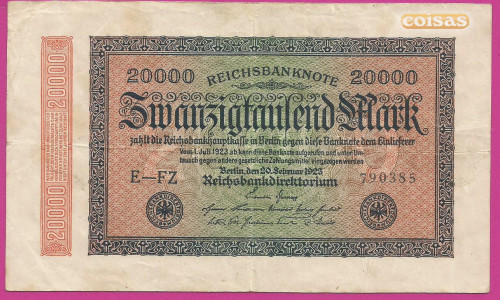 coisas
20000 REICHSBANKNOTE 20000
Zwanzigtausend Mark
zahlt die Reichsbankhauptkasse in Berlin gegen diese Banknote dem Einlieferer
Vom 1. Juli 1923 ab kann diese Banknote aufgerufen und unter Um-
tausch gegen andere gesetzliche Zahlungsmittel eingezogen werden
Berlin, den 20. Februar 1923
E—FZ Reichsbankdirektorium 790385
20000
20000